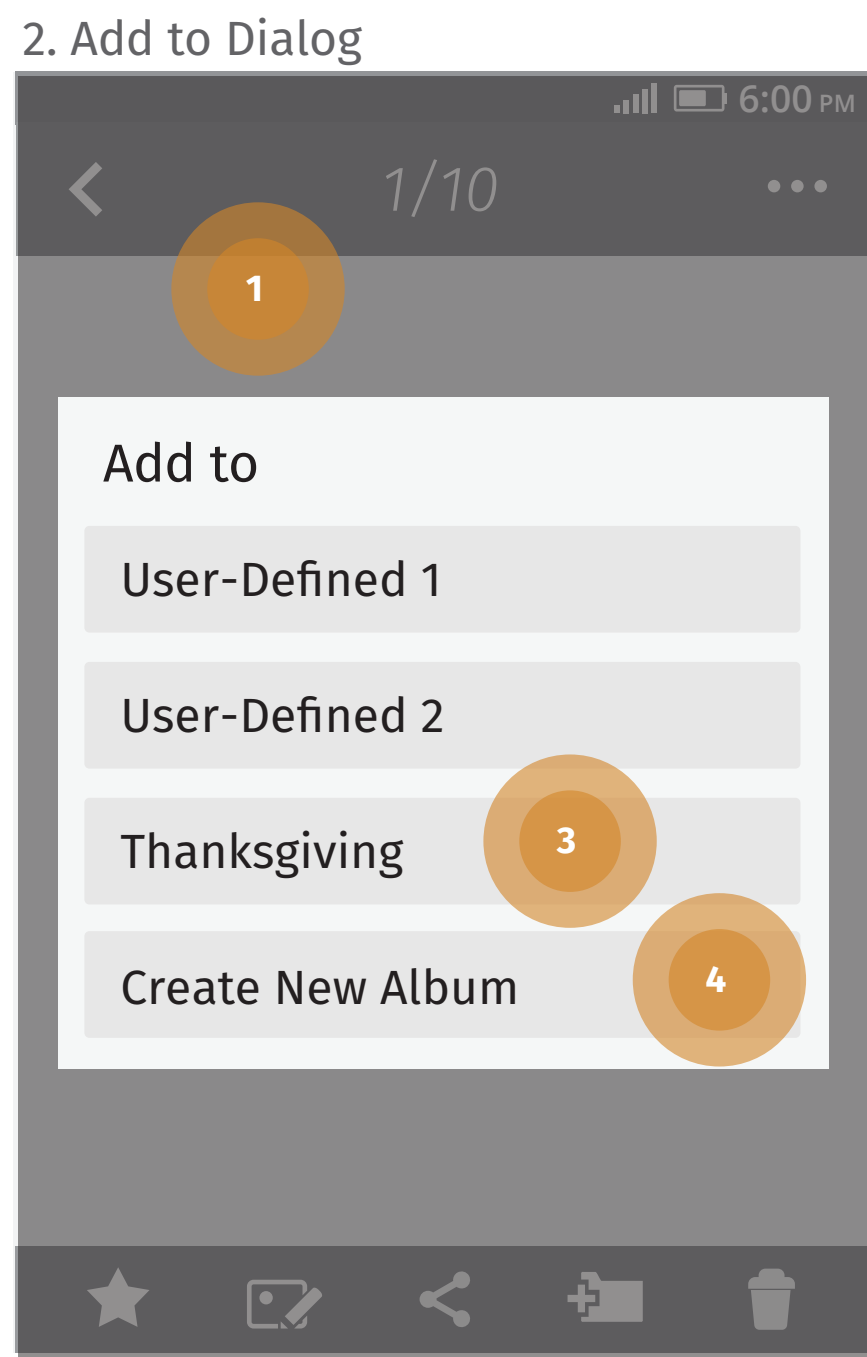 2. Add to Dialog
6:00 PM
1/10
1
Add to
User-Defined 1
User-Defined 2
Thanksgiving
3
Create New Album
4